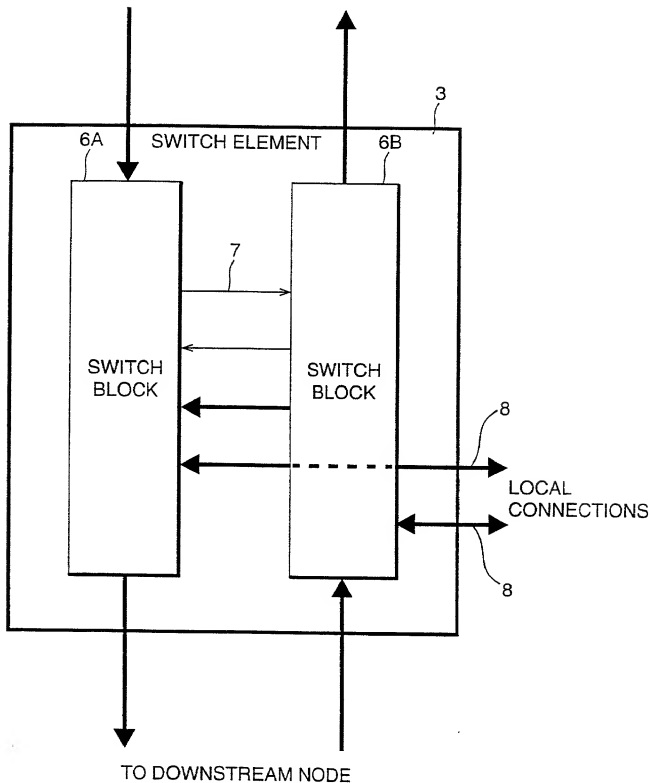 3
6A
SWITCH ELEMENT
6B
7
SWITCH
BLOCK
SWITCH
BLOCK
8
LOCAL
CONNECTIONS
8
TO DOWNSTREAM NODE